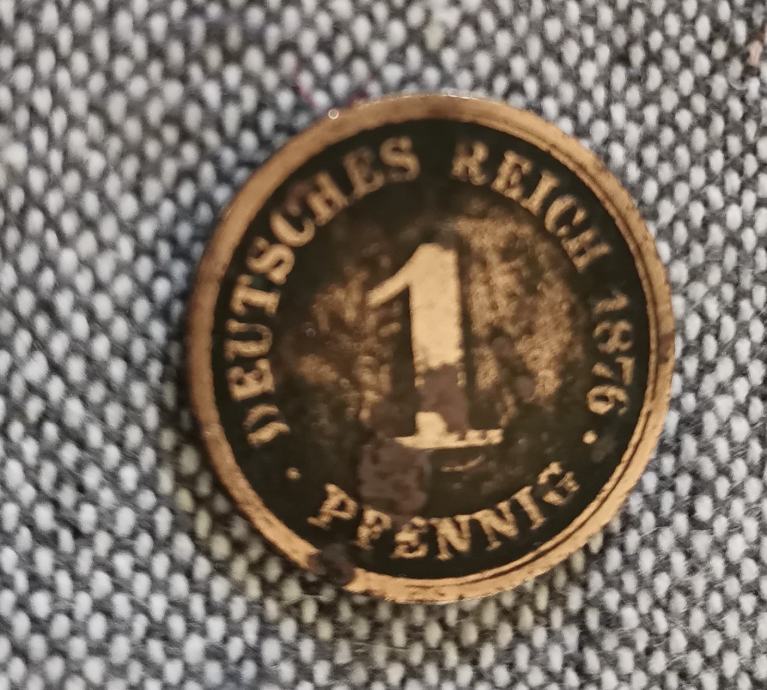 DEUTSCHES REICH 1876 ·
1
· PFENNIG